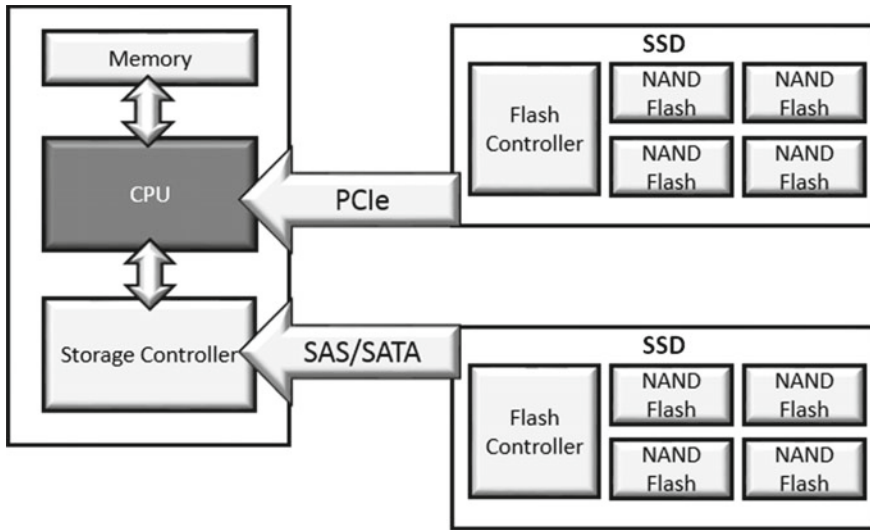 Memory
CPU
Storage Controller
PCIe
SAS/SATA
SSD
Flash
Controller
NAND
Flash
NAND
Flash
NAND
Flash
NAND
Flash
SSD
Flash
Controller
NAND
Flash
NAND
Flash
NAND
Flash
NAND
Flash